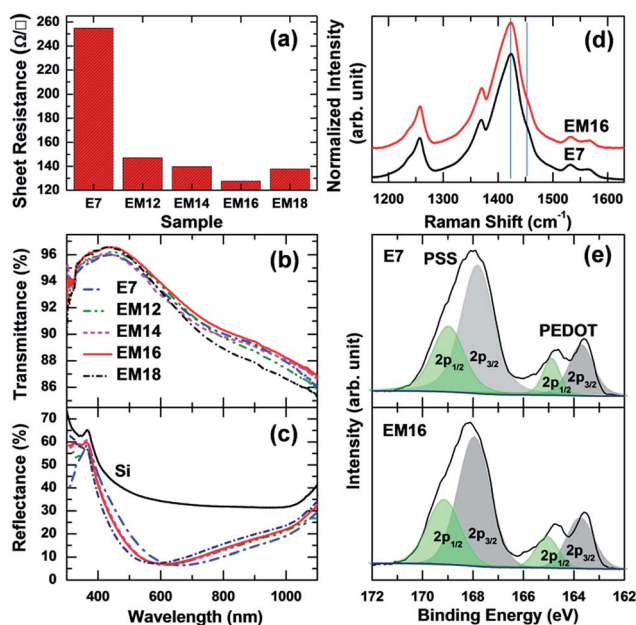 (a)
Sheet Resistance (Ω/□)
260
240
220
200
180
160
140
120
E7 EM12 EM14 EM16 EM18
Sample
(b)
Transmittance (%)
96
94
92
90
88
86
E7
EM12
EM14
EM16
EM18
(c)
Reflectance (%)
70
60
50
40
30
20
10
0
Si
400 600 800 1000
Wavelength (nm)
(d)
Normalized Intensity
(arb. unit)
EM16
E7
1200 1300 1400 1500 1600
Raman Shift (cm⁻¹)
(e)
Intensity (arb. unit)
E7 PSS
PEDOT
2p1/2 2p3/2 2p1/2 2p3/2
EM16
2p1/2 2p3/2 2p1/2 2p3/2
172 170 168 166 164 162
Binding Energy (eV)